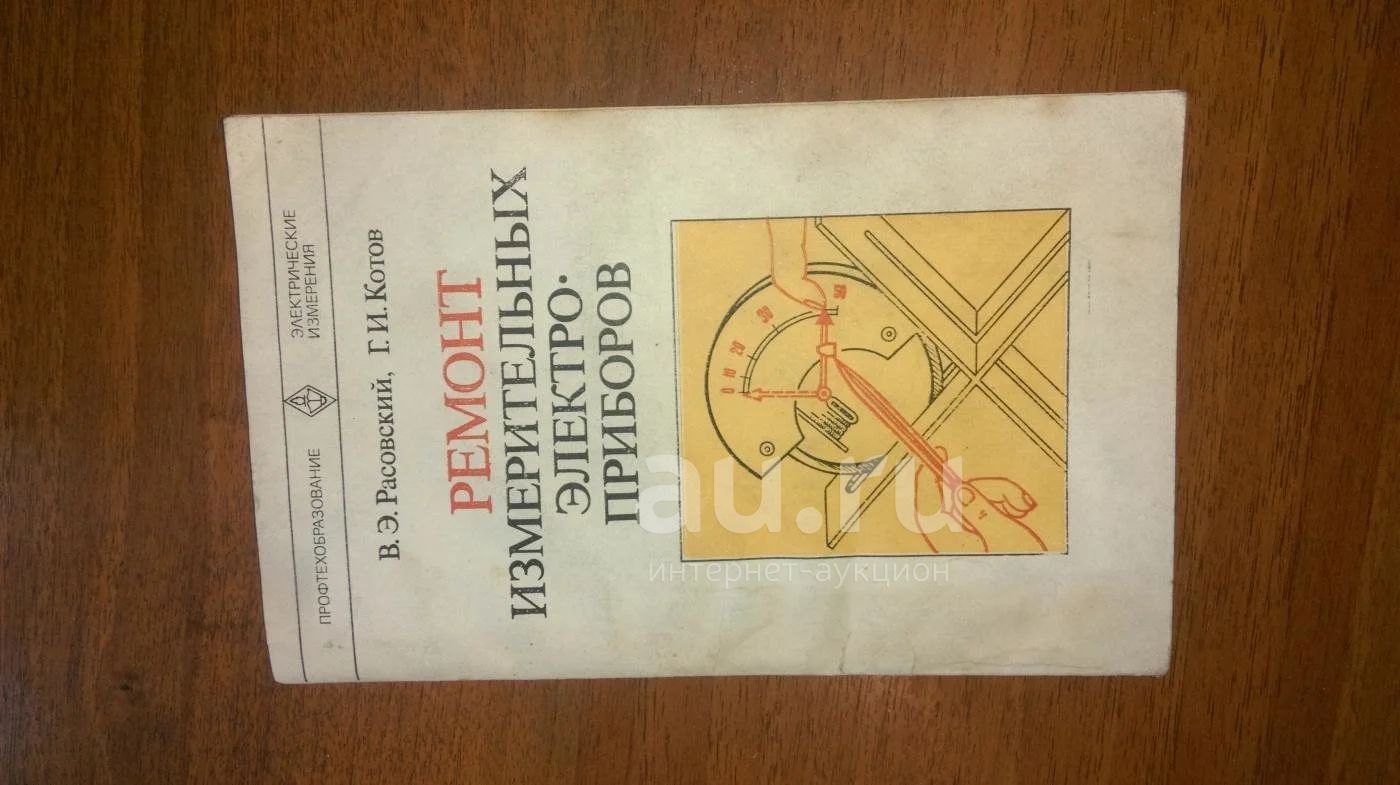 ПРОФТЕХОБРАЗОВАНИЕ
ЭЛЕКТРИЧЕСКИЕ
ИЗМЕРЕНИЯ
В. Э. Расовский, Г. И. Котов
РЕМОНТ
ИЗМЕРИТЕЛЬНЫХ
ЭЛЕКТРО-
ПРИБОРОВ
0 10 20 30 50
au.ru
интернет-аукцион